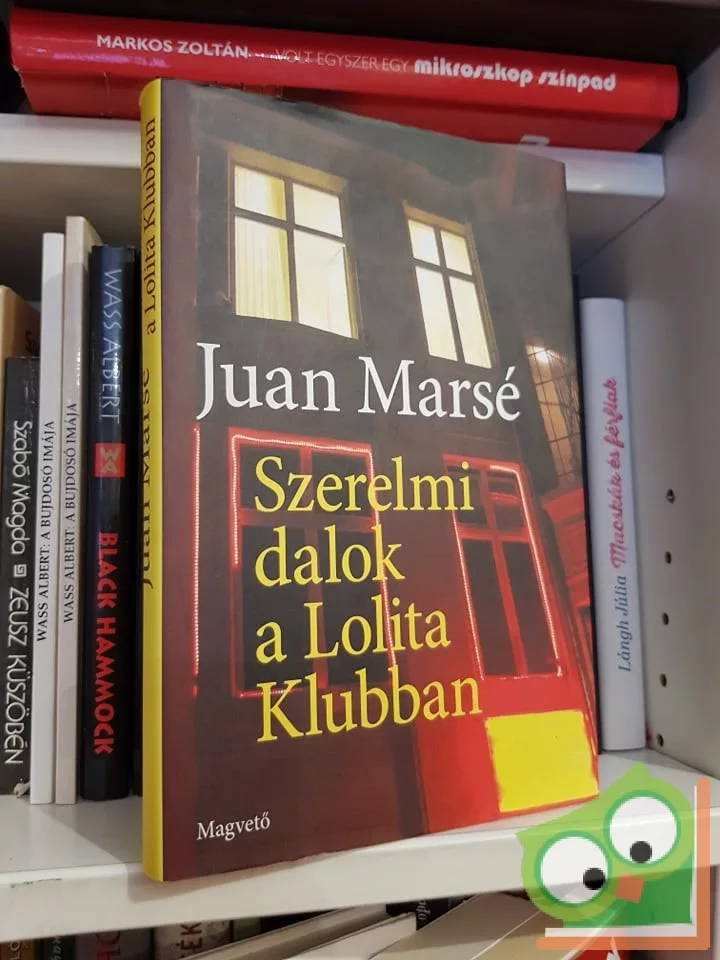 MARKOS ZOLTÁN VOLT EGYSZER EGY mikroszkop színpad
a Lolita Klubban
Juan Marsé
Juan Marsé
Szerelmi
dalok
a Lolita
Klubban
Magvető
Szabó Magda ZEUSZ KÜSZÖBÉN
WASS ALBERT: A BUJDOSÓ IMÁJA
WASS ALBERT: A BUJDOSÓ IMÁJA
WASS ALBERT BLACK HAMMOCK
Lángh Júlia Macskák és férfiak